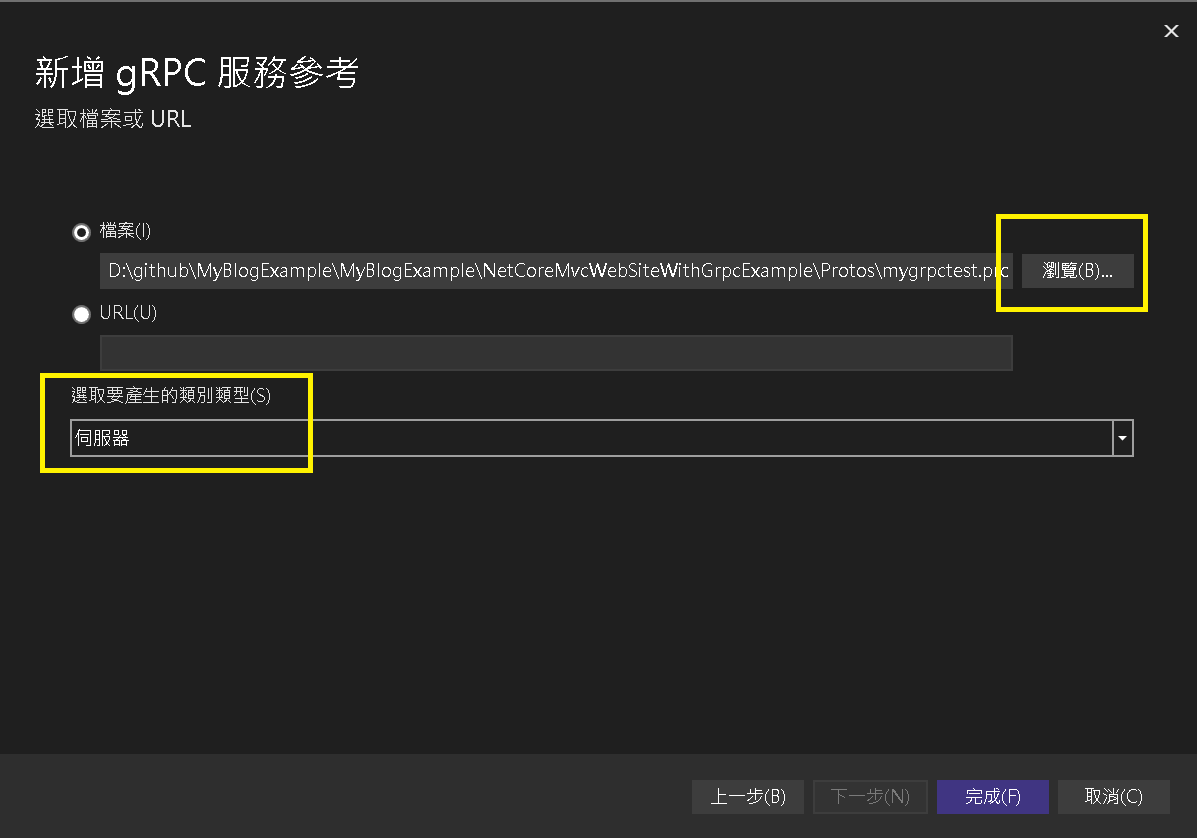 新增 gRPC 服務參考
選取檔案或 URL
檔案(I)
D:\github\MyBlogExample\MyBlogExample\NetCoreMvcWebSiteWithGrpcExample\Protos\mygrpctest.prc
瀏覽(B)...
URL(U)
選取要產生的類別類型(S)
伺服器
上一步(B)
下一步(N)
完成(F)
取消(C)